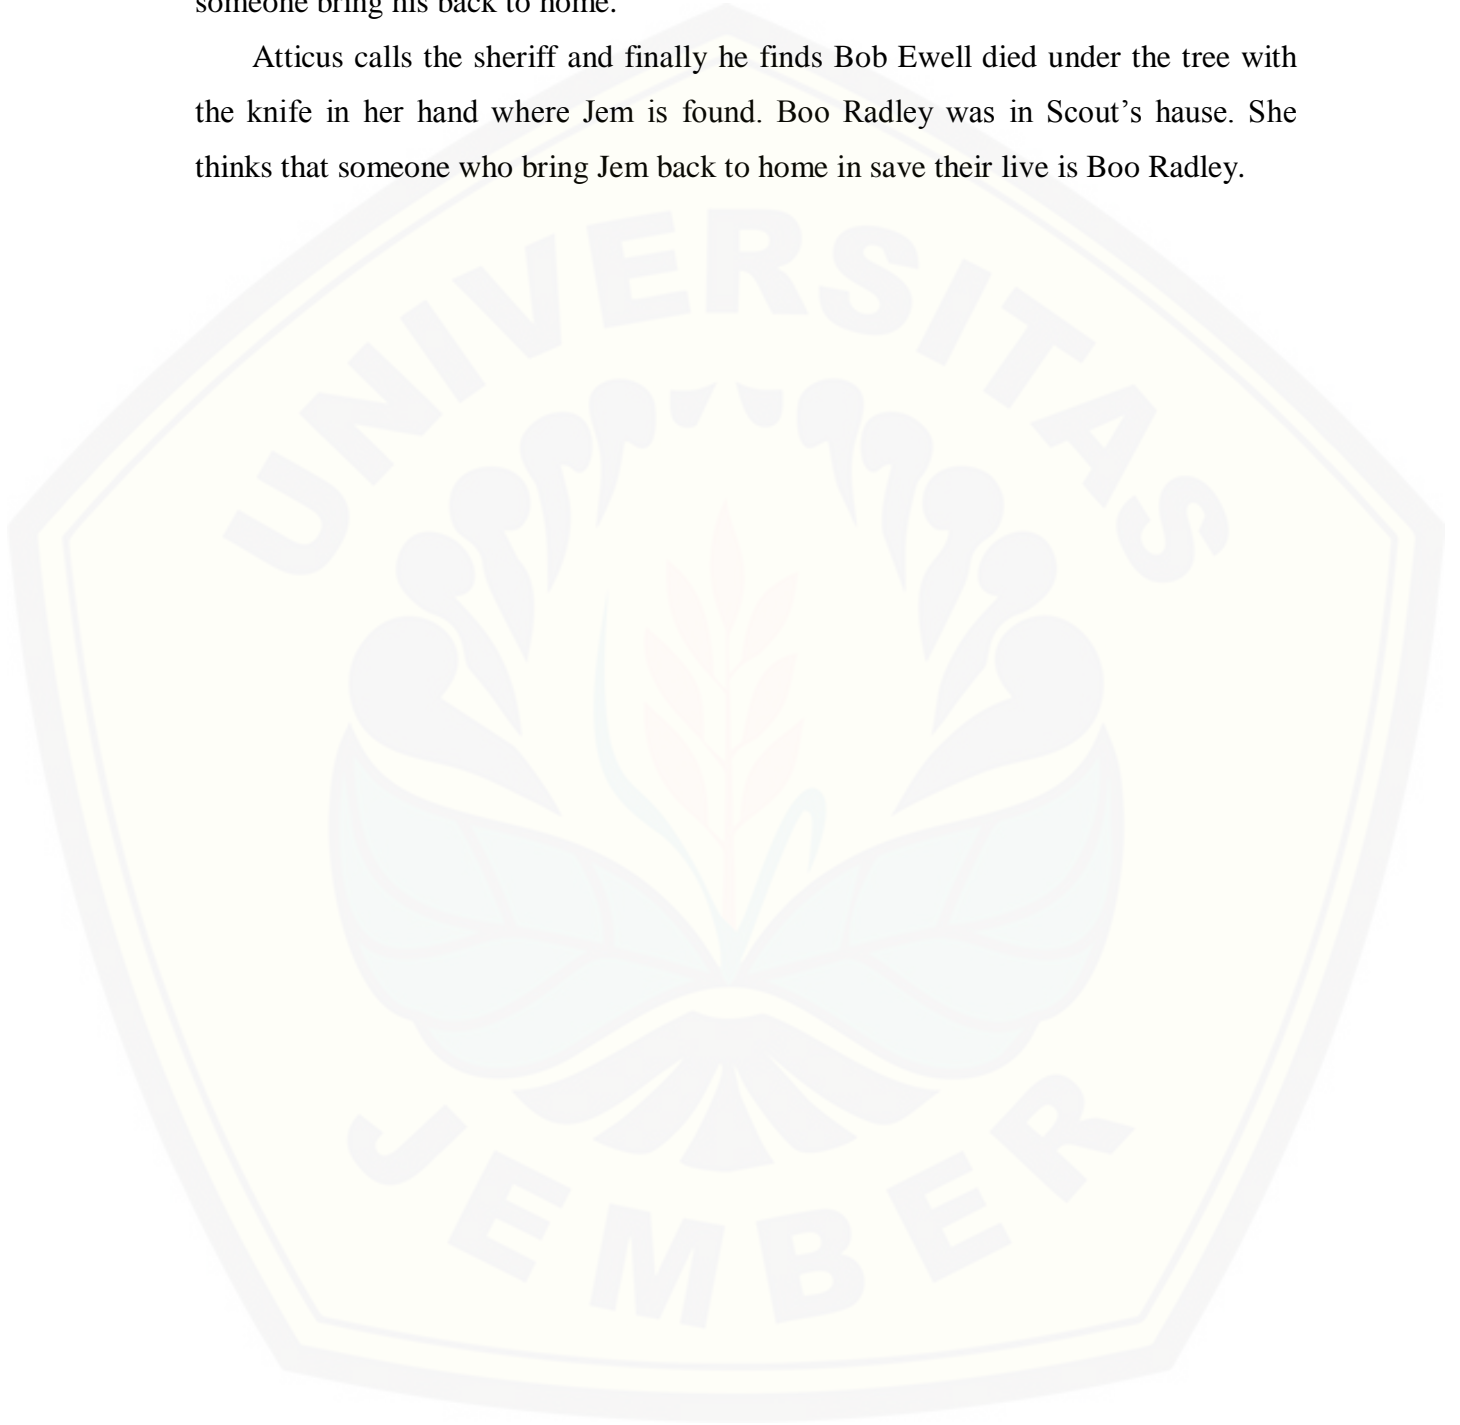 someone bring his back to home.
Atticus calls the sheriff and finally he finds Bob Ewell died under the tree with
the knife in her hand where Jem is found. Boo Radley was in Scout's hause. She
thinks that someone who bring Jem back to home in save their live is Boo Radley.
UNIVERSITAS
JEMBER